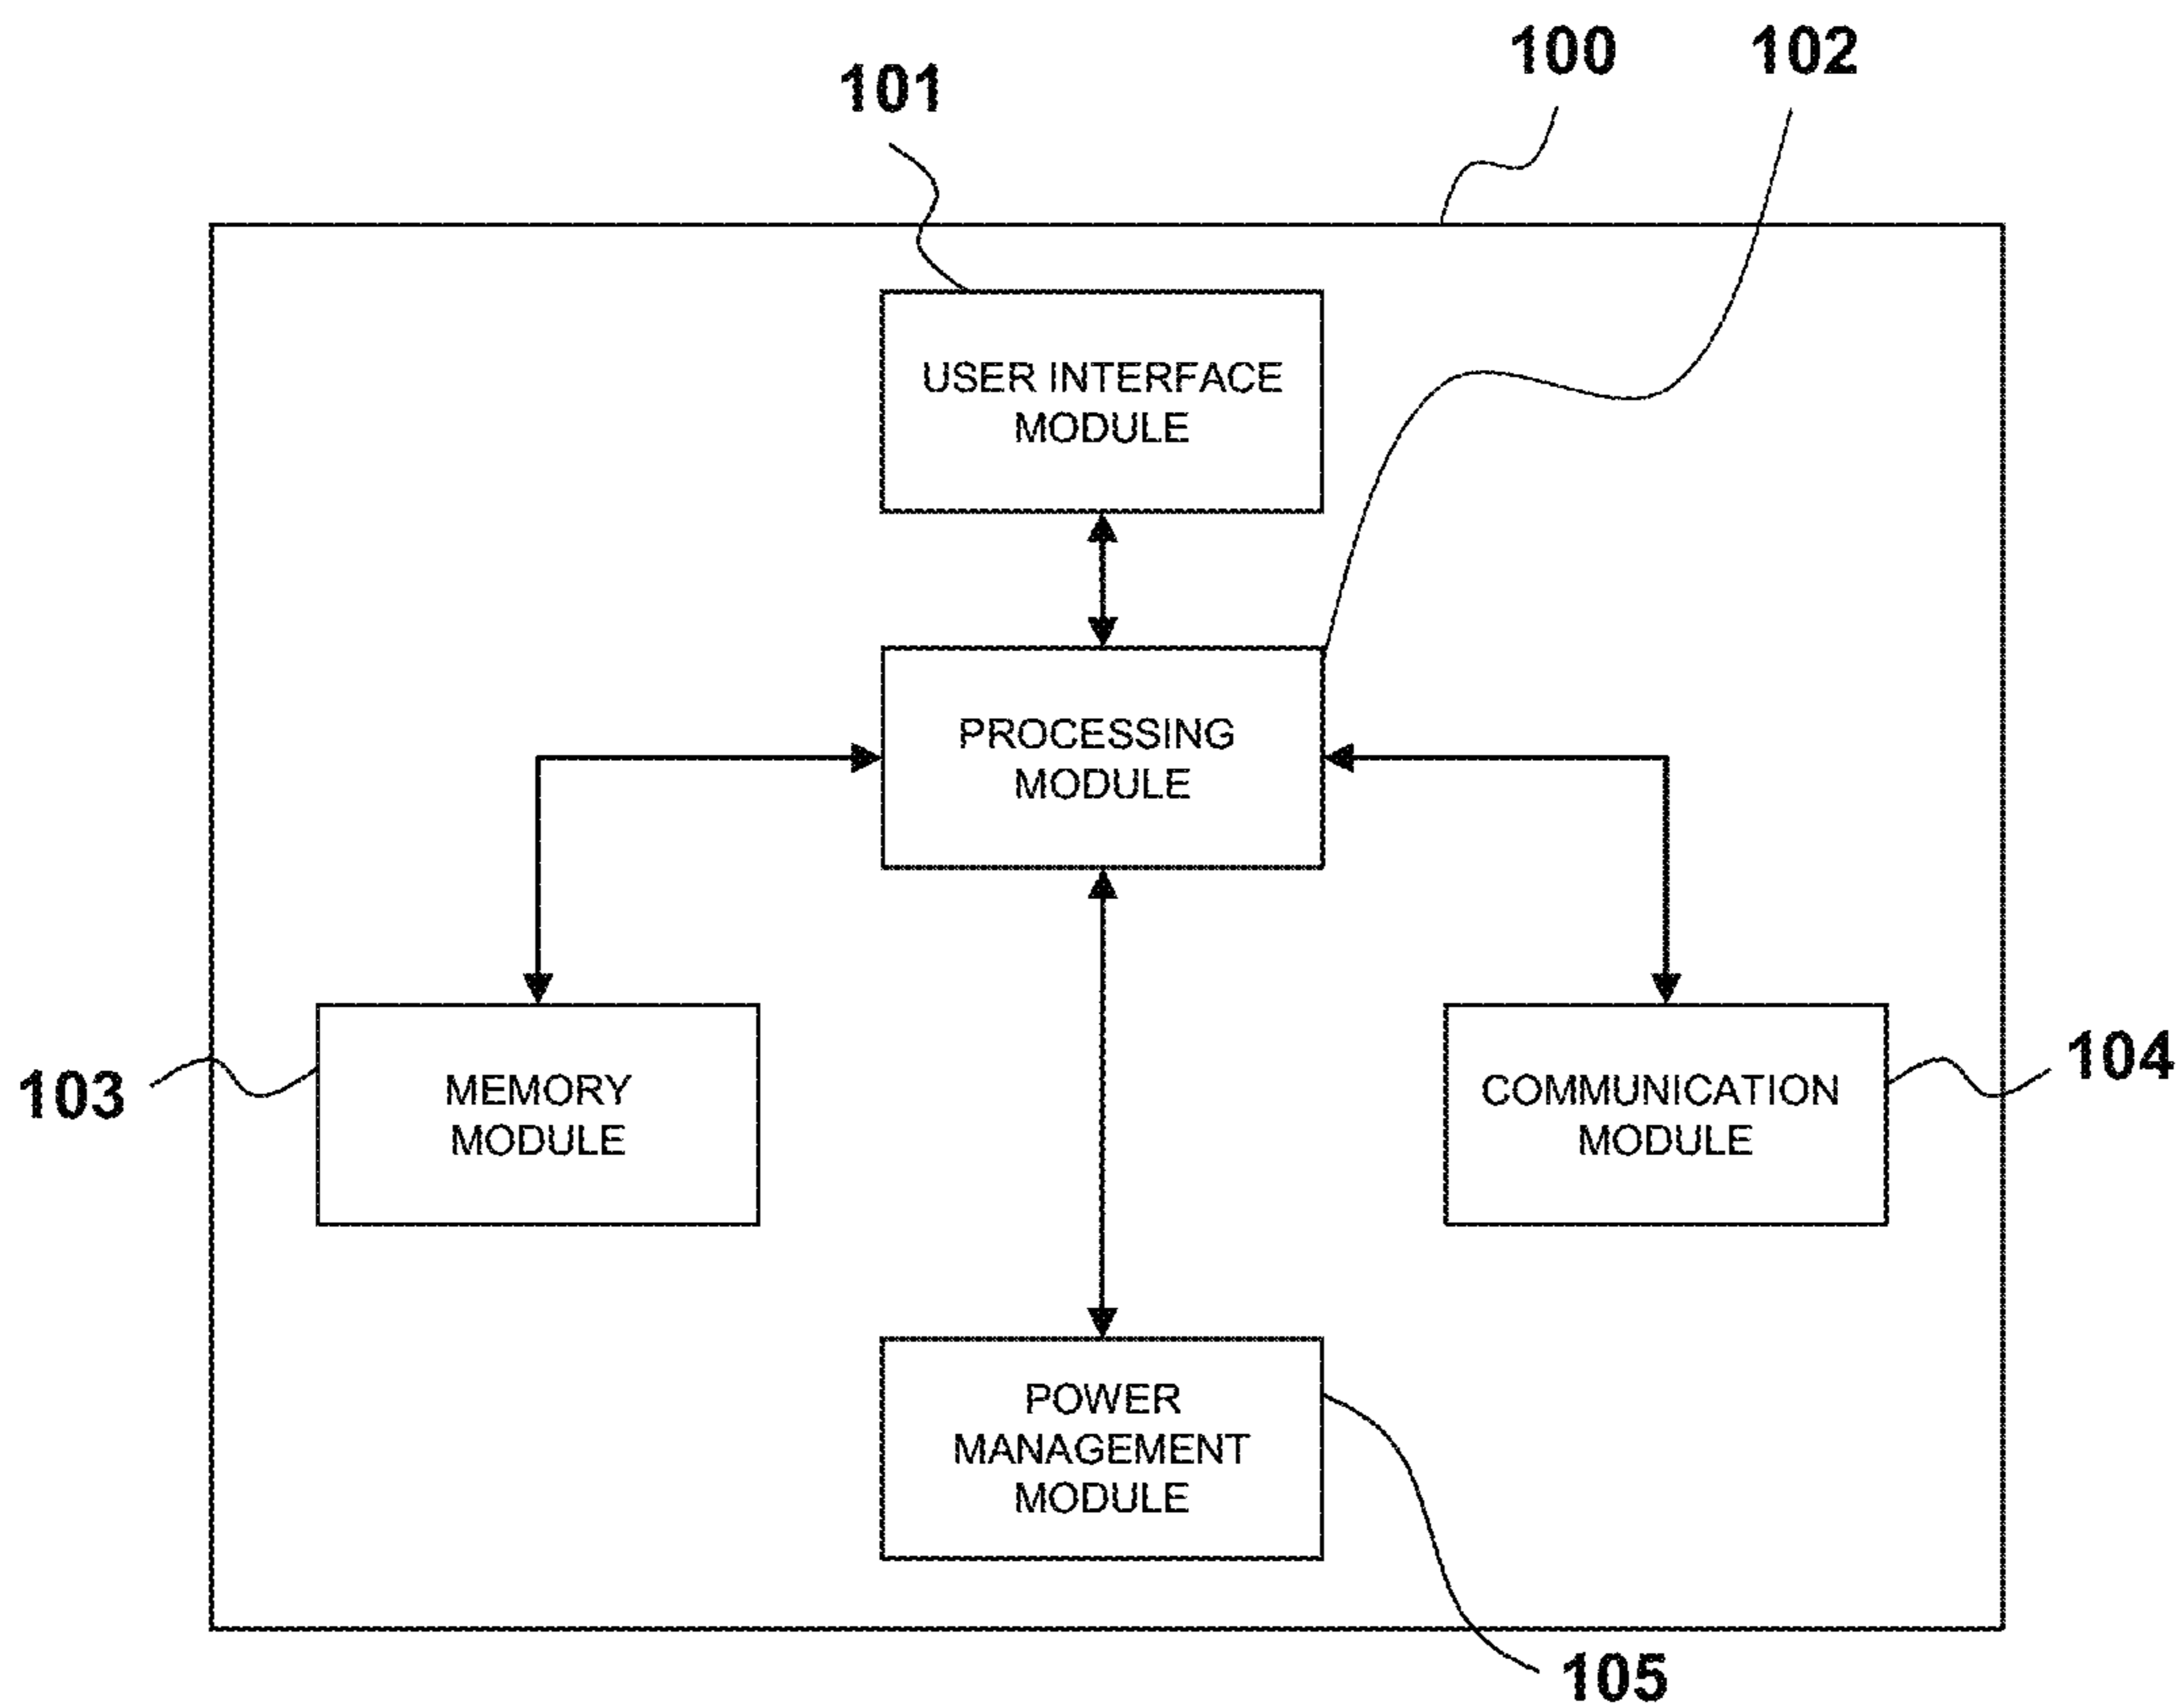 100
102
101
USER INTERFACE
MODULE
PROCESSING
MODULE
103
MEMORY
MODULE
COMMUNICATION
MODULE
104
POWER
MANAGEMENT
MODULE
105